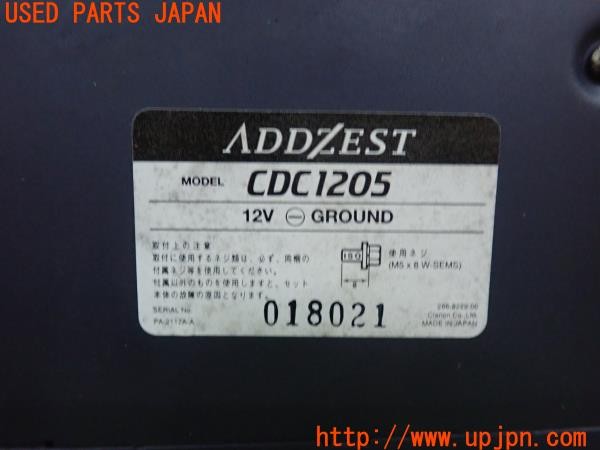 USED PARTS JAPAN
ADDZEST
MODEL CDC1205
12V ⊖ GROUND
取付上の注意
取付に使用するネジ類は、必ず、同梱の
付属ネジ等を使用してください。
付属以外のものを使用しますと、セット
本体の故障の原因となります。
使用ネジ
(M5 x 8 W-SEMS)
8
SERIAL No.
018021
PA-2117A-A
Clarion Co.,Ltd.
MADE IN JAPAN
http://www.upjpn.com/